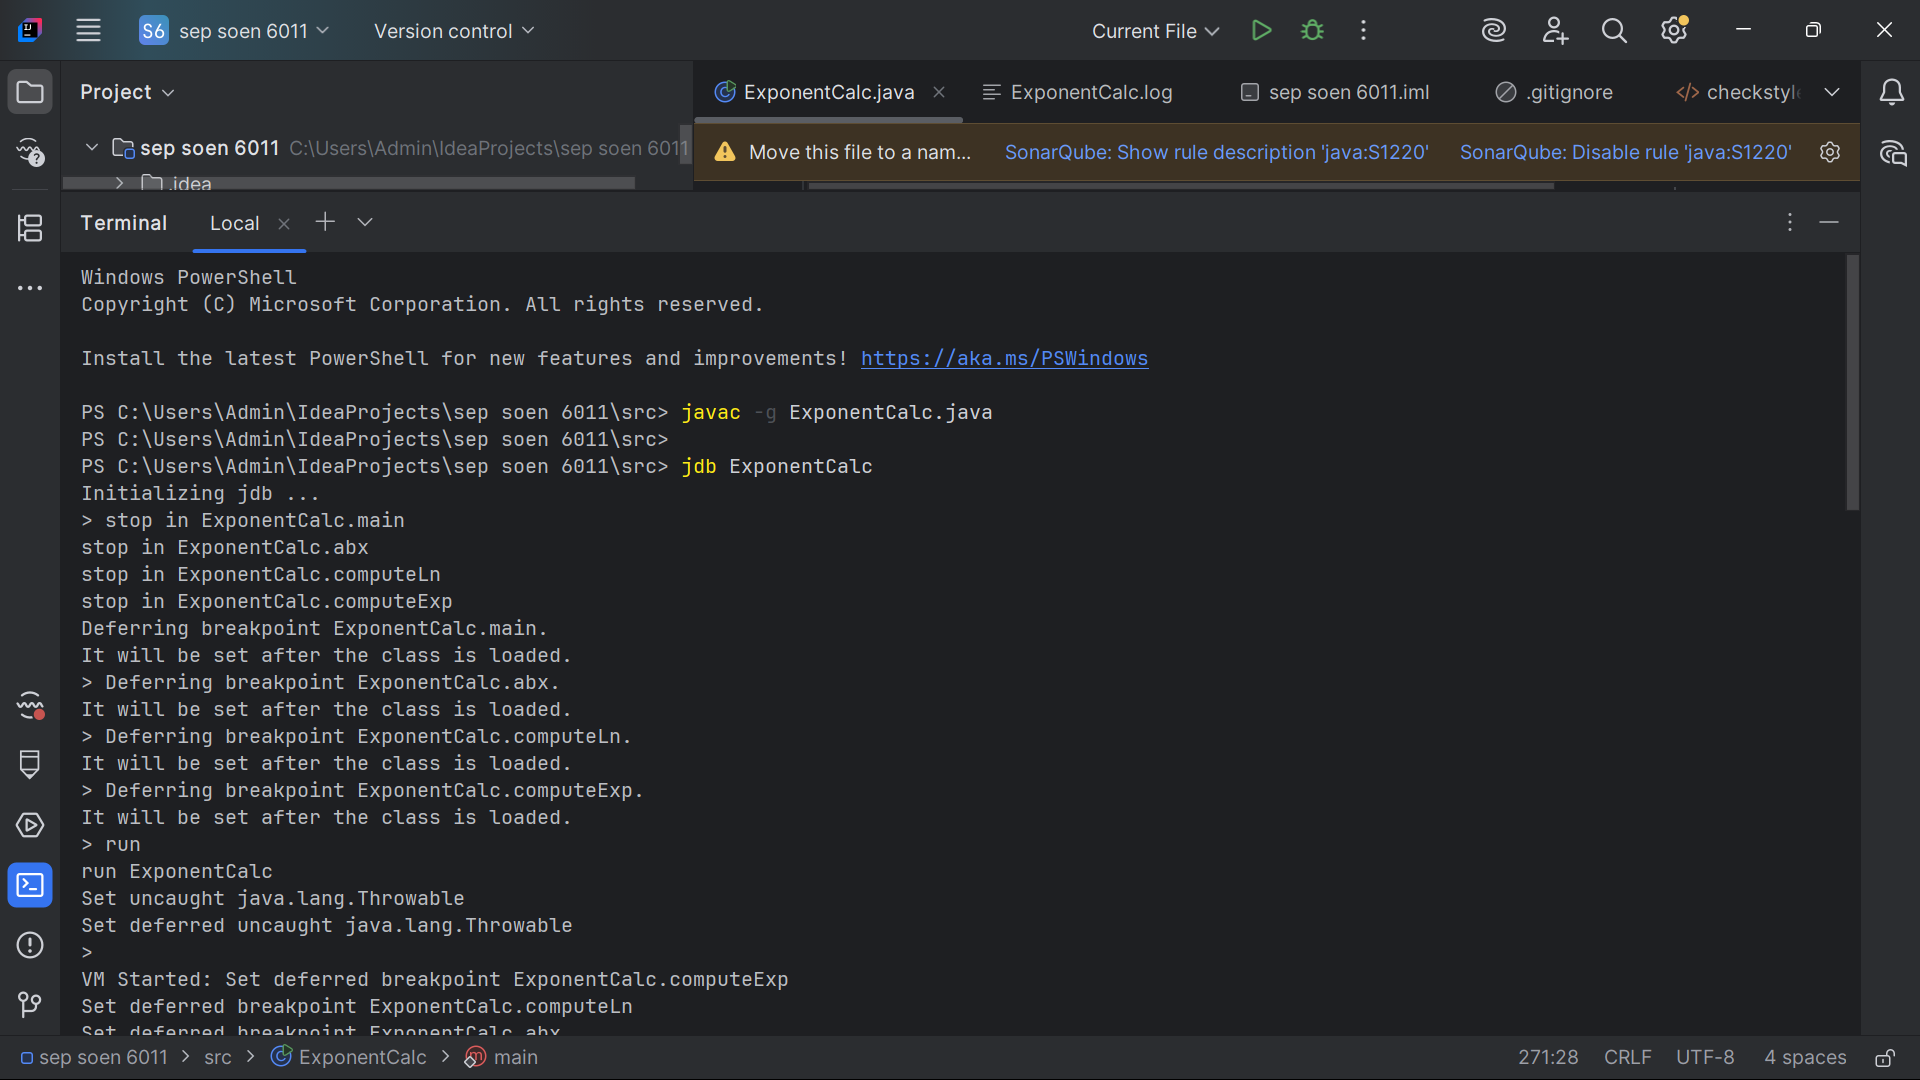 S6 sep soen 6011 Version control Current File
Project
ExponentCalc.java ExponentCalc.log sep soen 6011.iml .gitignore checkstyl
sep soen 6011 C:\Users\Admin\IdeaProjects\sep soen 6011
Move this file to a nam... SonarQube: Show rule description 'java:S1220' SonarQube: Disable rule 'java:S1220'
.idea
Terminal Local
Windows PowerShell
Copyright (C) Microsoft Corporation. All rights reserved.
Install the latest PowerShell for new features and improvements! https://aka.ms/PSWindows
PS C:\Users\Admin\IdeaProjects\sep soen 6011\src> javac -g ExponentCalc.java
PS C:\Users\Admin\IdeaProjects\sep soen 6011\src>
PS C:\Users\Admin\IdeaProjects\sep soen 6011\src> jdb ExponentCalc
Initializing jdb ...
> stop in ExponentCalc.main
stop in ExponentCalc.abx
stop in ExponentCalc.computeLn
stop in ExponentCalc.computeExp
Deferring breakpoint ExponentCalc.main.
It will be set after the class is loaded.
> Deferring breakpoint ExponentCalc.abx.
It will be set after the class is loaded.
> Deferring breakpoint ExponentCalc.computeLn.
It will be set after the class is loaded.
> Deferring breakpoint ExponentCalc.computeExp.
It will be set after the class is loaded.
> run
run ExponentCalc
Set uncaught java.lang.Throwable
Set deferred uncaught java.lang.Throwable
>
VM Started: Set deferred breakpoint ExponentCalc.computeExp
Set deferred breakpoint ExponentCalc.computeLn
Set deferred breakpoint ExponentCalc.abx
sep soen 6011 > src > ExponentCalc > main 271:28 CRLF UTF-8 4 spaces